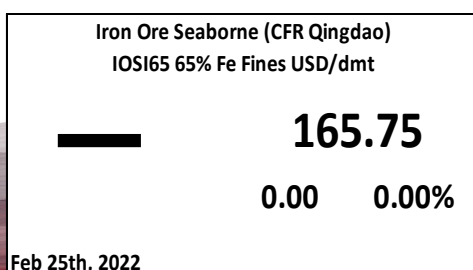 Iron Ore Seaborne (CFR Qingdao)
IOSI65 65% Fe Fines USD/dmt
165.75
0.00 0.00%
Feb 25th, 2022